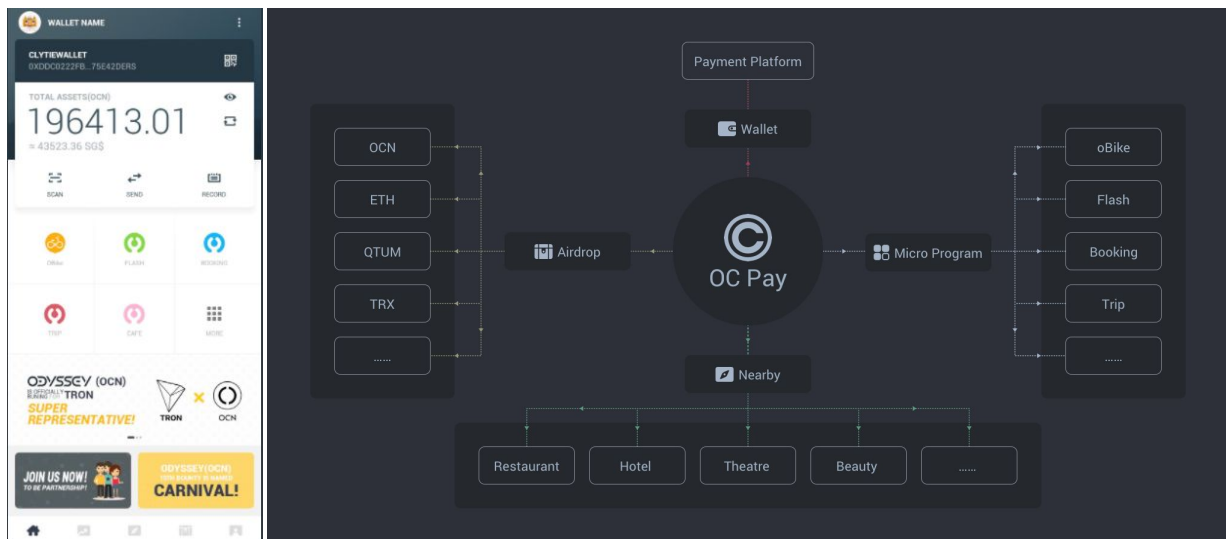 WALLET NAME
CLYTIEWALLET
0XDDC0222FB...75E42DERS
TOTAL ASSETS(OCN)
196413.01
≈ 43523.36 SG$
SCAN
SEND
RECORD
OBike
FLASH
BOOKING
TRIP
CAFE
MORE
ODYSSEY (OCN)
IS OFFICIALLY
TRON
SUPER
REPRESENTATIVE!
TRON
OCN
JOIN US NOW!
TO BE PARTNERSHIP!
ODYSSEY(OCN)
CARNIVAL!
Payment Platform
Wallet
OCN
ETH
QTUM
TRX
......
Airdrop
OC Pay
Micro Program
oBike
Flash
Booking
Trip
......
Nearby
Restaurant
Hotel
Theatre
Beauty
......